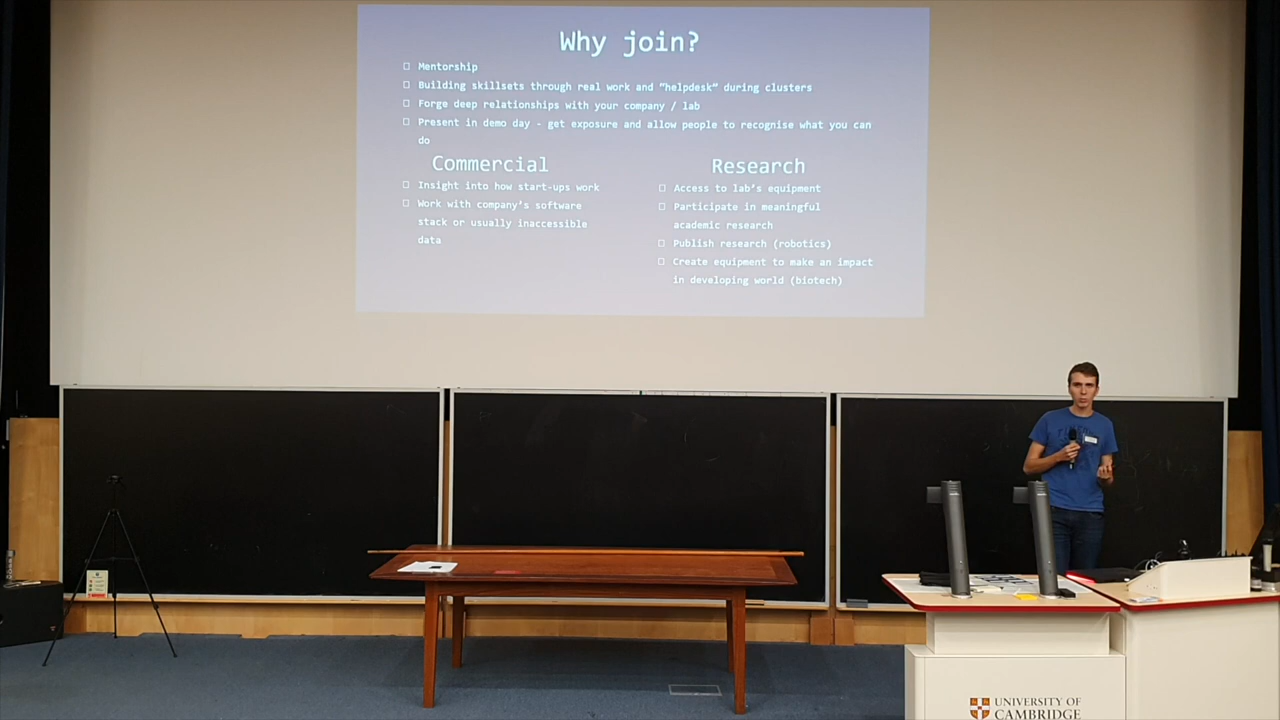 Why join?
Mentorship
Building skillsets through real work and "helpdesk" during clusters
Forge deep relationships with your company / lab
Present in demo day - get exposure and allow people to recognise what you can
do
Commercial
Insight into how start-ups work
Work with company's software
stack or usually inaccessible
data
Research
Access to lab's equipment
Participate in meaningful
academic research
Publish research (robotics)
Create equipment to make an impact
in developing world (biotech)
UNIVERSITY OF
CAMBRIDGE